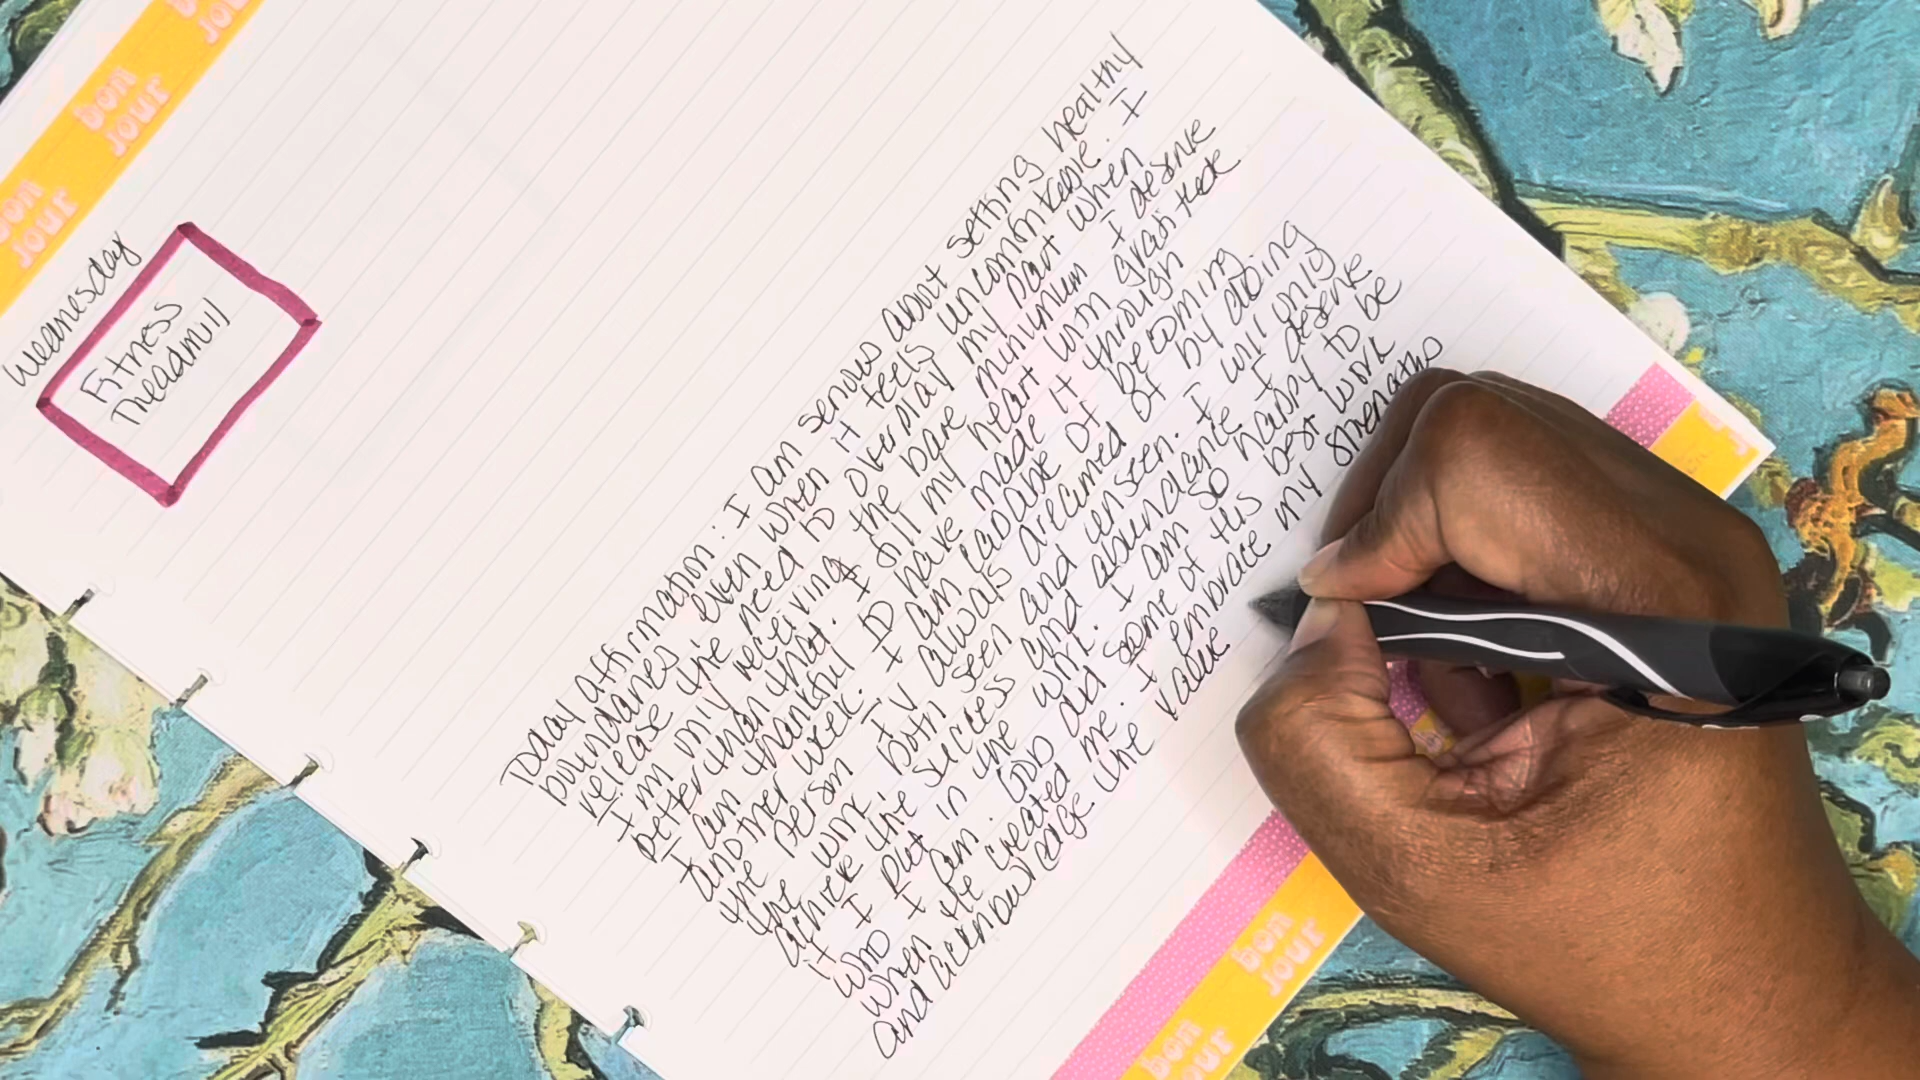 bon
jour
bon
jour
bon
jour
Wednesday
Fitness
Treadmill
Today affirmation: I am serious about setting healthy
boundaries even when it feels uncomfortable. I
release the need to overplay my part when
I'm only receiving the bare minimum I deserve
better than that. I fill my heart with gratitude
I am thankful to have made it through
another week. I am capable of becoming
the person I'v always dreamed of by doing
the work, both seen and unseen. I will only
achieve the success and abundance I deserve
if I put in the work. I am so happy to be
who I am. GOD did some of his best work
when He created me. I embrace my strengths
and acknowledge the value
bon
jour
bon
jour